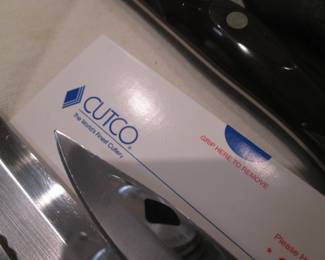 CUTCO
The World's Finest Cutlery
GRIP HERE TO REMOVE
Please H